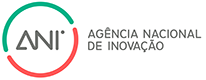 ANI
AGÊNCIA NACIONAL
DE INOVAÇÃO